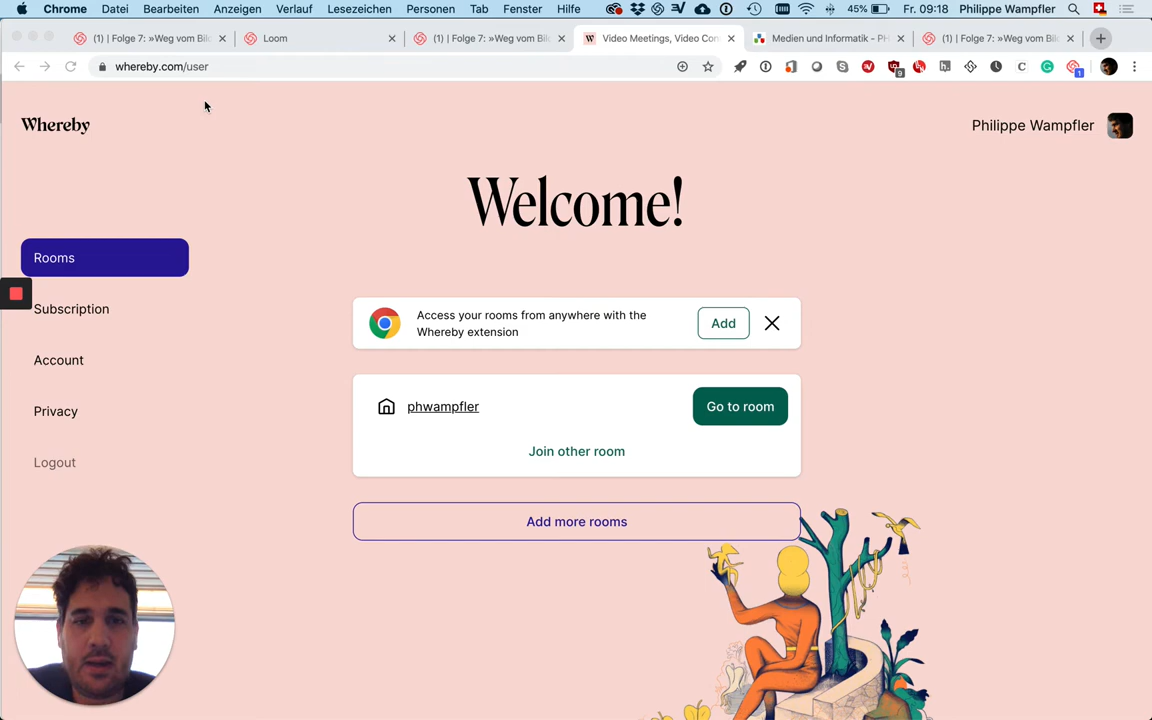 Chrome Datei Bearbeiten Anzeigen Verlauf Lesezeichen Personen Tab Fenster Hilfe 45% Fr. 09:18 Philippe Wampfler
(1) | Folge 7: »Weg vom Bild Loom (1) | Folge 7: »Weg vom Bild Video Meetings, Video Con Medien und Informatik - PH (1) | Folge 7: »Weg vom Bild
whereby.com/user
Whereby
Philippe Wampfler
Welcome!
Rooms
Subscription
Account
Privacy
Logout
Access your rooms from anywhere with the
Whereby extension
Add
phwampfler
Go to room
Join other room
Add more rooms